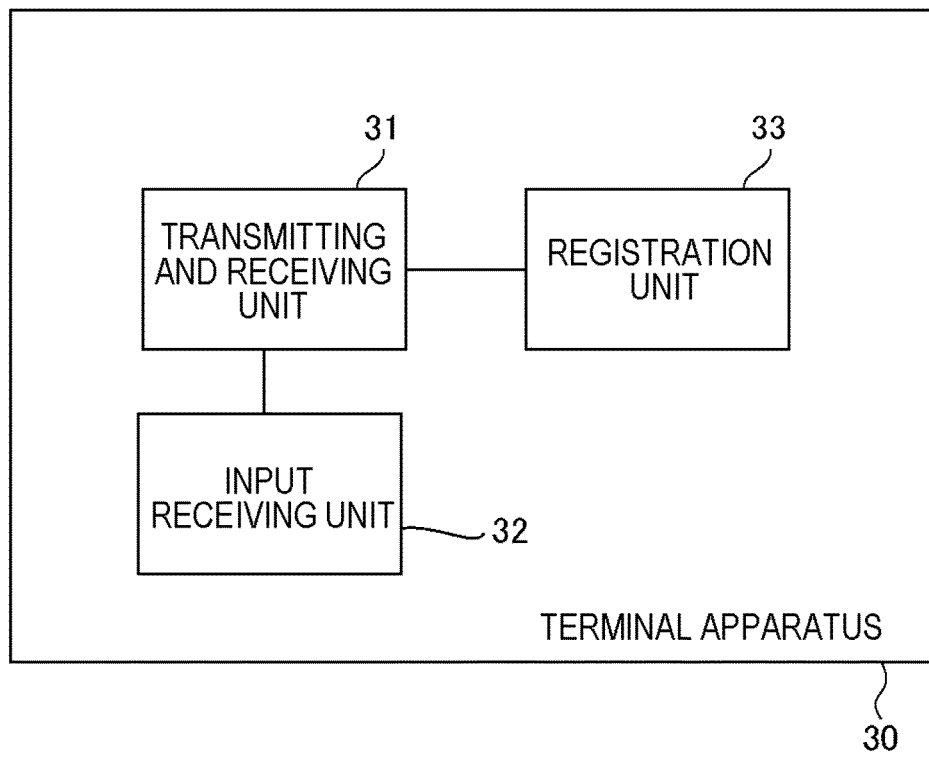 31
33
TRANSMITTING
AND RECEIVING
UNIT
REGISTRATION
UNIT
INPUT
RECEIVING UNIT
32
TERMINAL APPARATUS
30